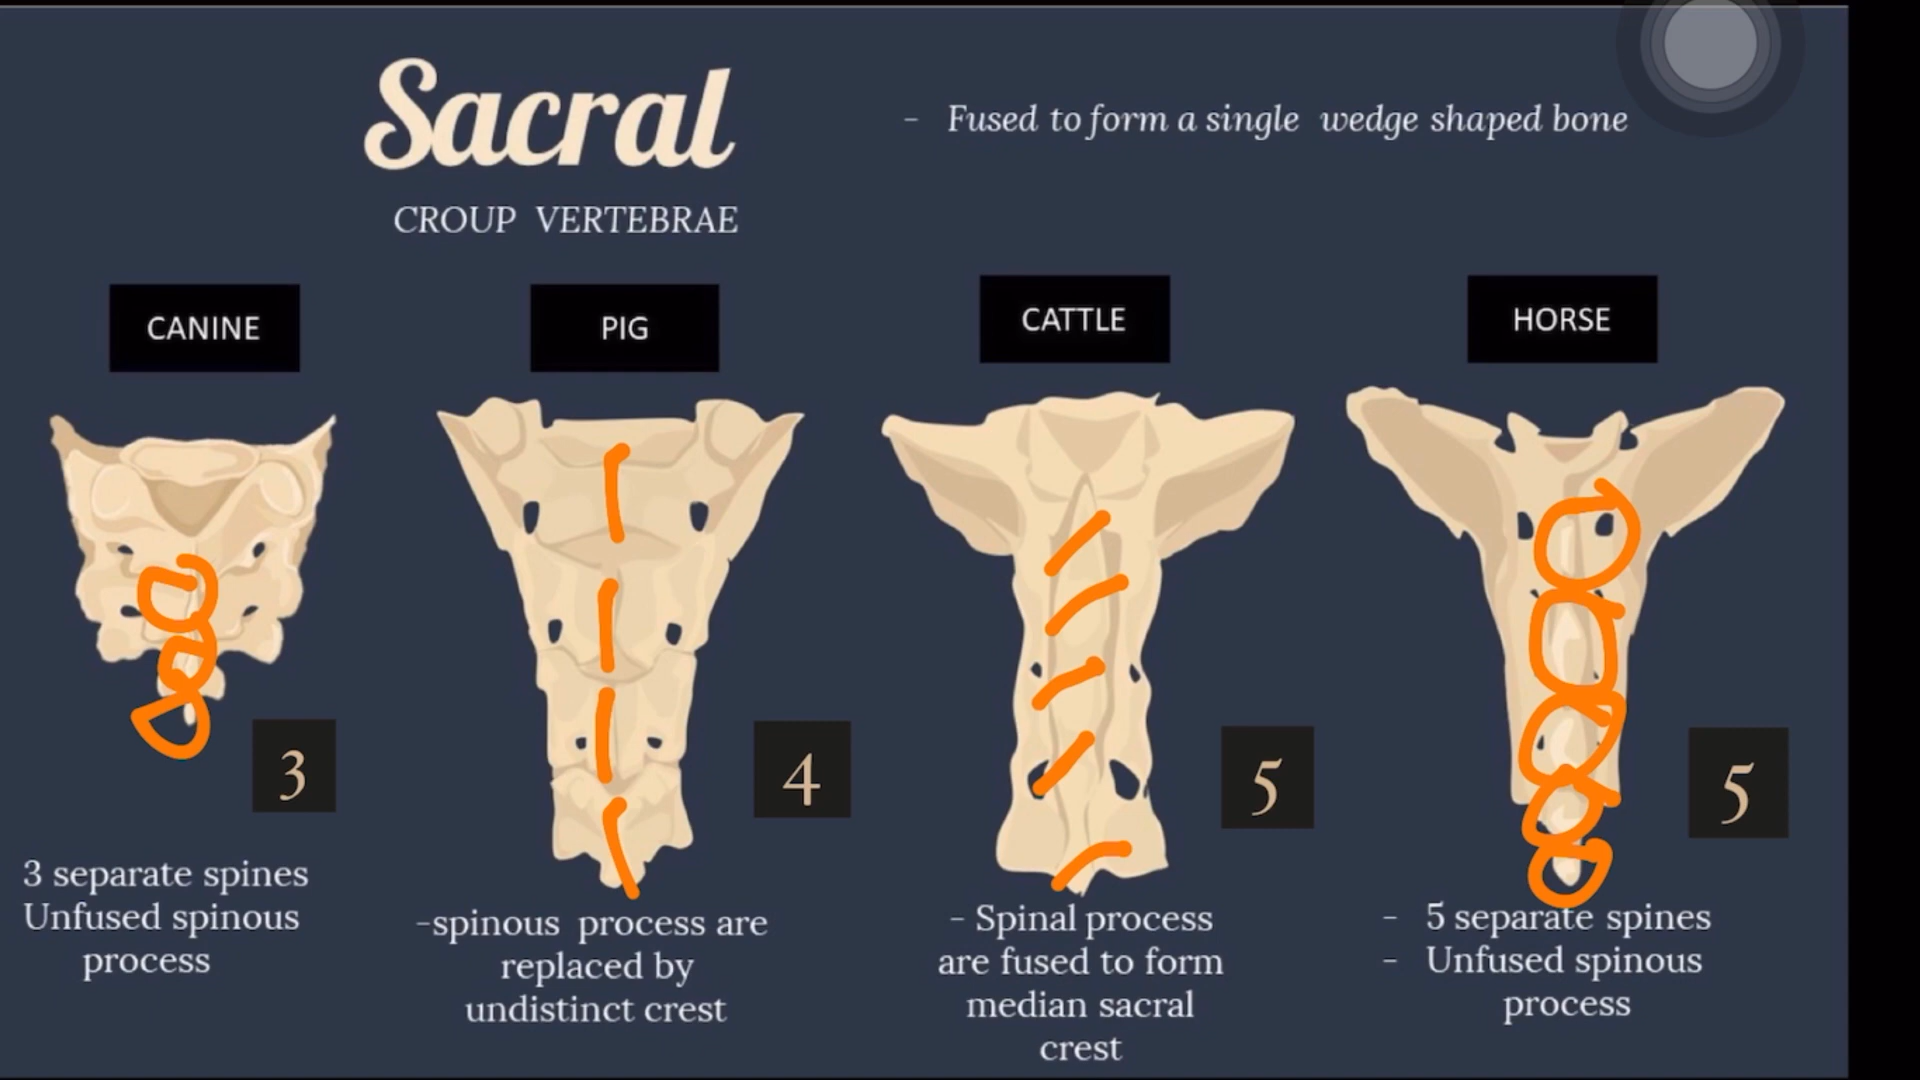 Sacral
- Fused to form a single wedge shaped bone
CROUP VERTEBRAE
CANINE
PIG
CATTLE
HORSE
3
4
5
5
3 separate spines
Unfused spinous
process
-spinous process are
replaced by
undistinct crest
- Spinal process
are fused to form
median sacral
crest
- 5 separate spines
- Unfused spinous
process